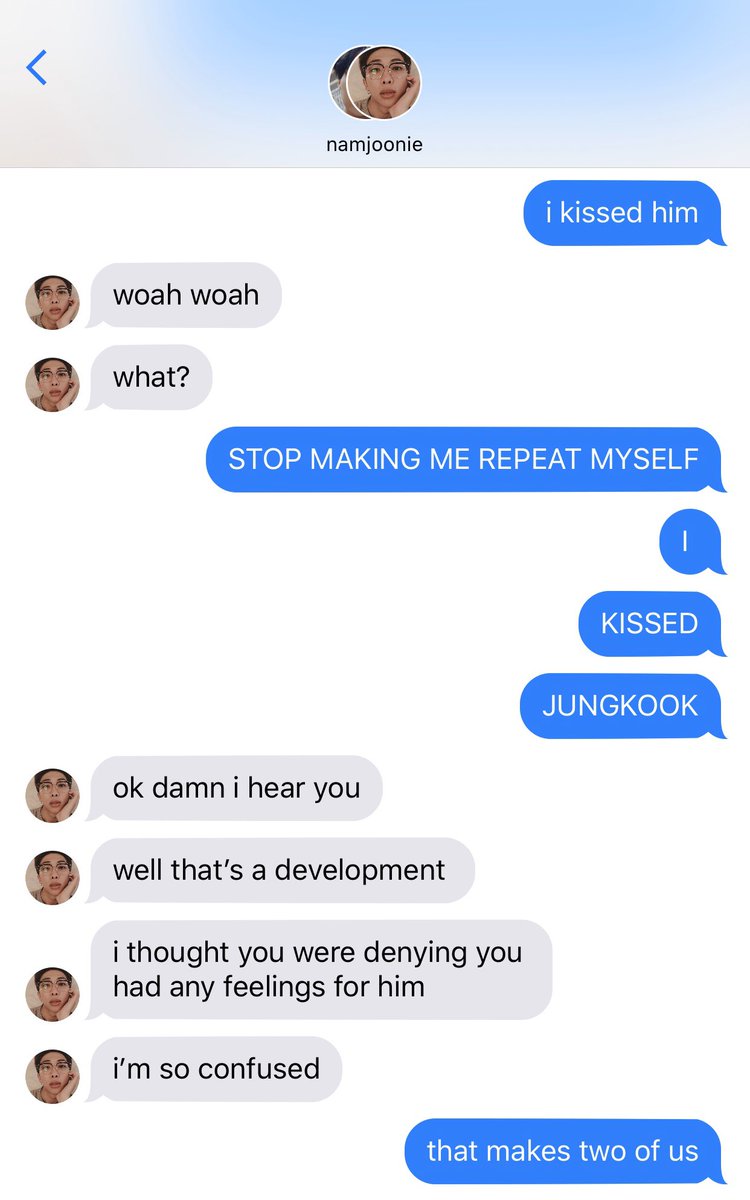 namjoonie
i kissed him
woah woah
what?
STOP MAKING ME REPEAT MYSELF
I
KISSED
JUNGKOOK
ok damn i hear you
well that’s a development
i thought you were denying you
had any feelings for him
i’m so confused
that makes two of us